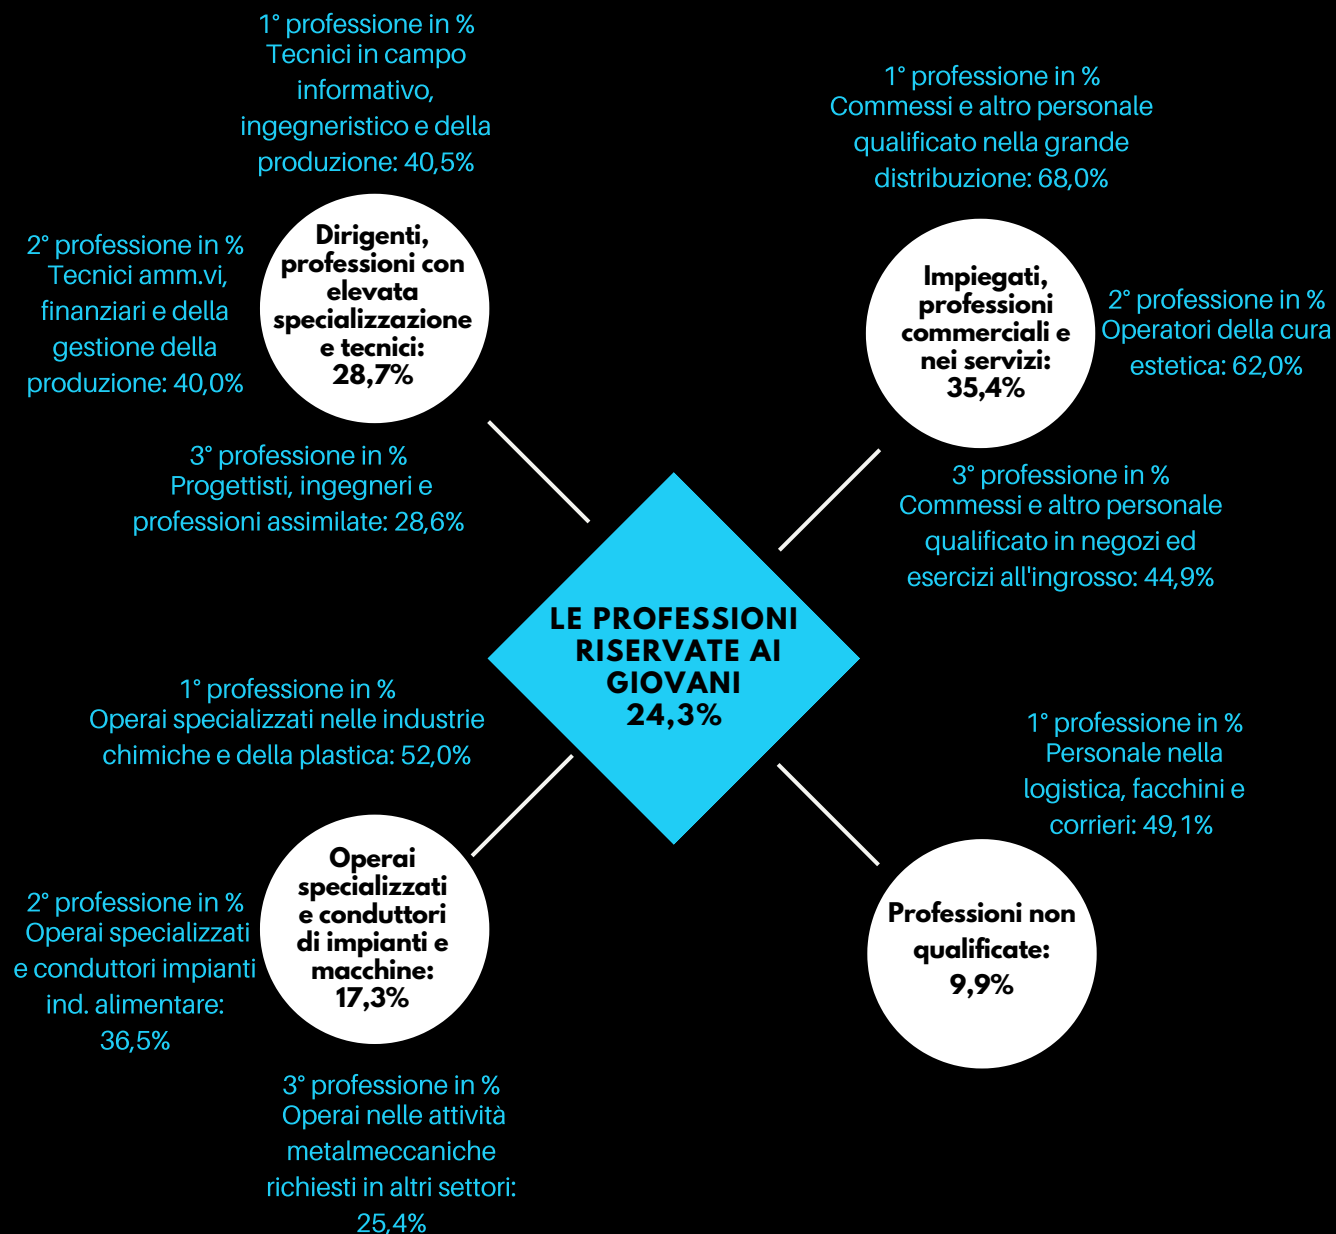 1° professione in %
Tecnici in campo
informativo,
ingegneristico e della
produzione: 40,5%
2° professione in %
Tecnici amm.vi,
finanziari e della
gestione della
produzione: 40,0%
Dirigenti,
professioni con
elevata
specializzazione
e tecnici:
28,7%
3° professione in %
Progettisti, ingegneri e
professioni assimilate: 28,6%
1° professione in %
Commessi e altro personale
qualificato nella grande
distribuzione: 68,0%
Impiegati,
professioni
commerciali e
nei servizi:
35,4%
2° professione in %
Operatori della cura
estetica: 62,0%
3° professione in %
Commessi e altro personale
qualificato in negozi ed
esercizi all'ingrosso: 44,9%
LE PROFESSIONI
RISERVATE AI
GIOVANI
24,3%
1° professione in %
Operai specializzati nelle industrie
chimiche e della plastica: 52,0%
2° professione in %
Operai specializzati
e conduttori impianti
ind. alimentare:
36,5%
Operai
specializzati
e conduttori
di impianti e
macchine:
17,3%
3° professione in %
Operai nelle attività
metalmeccaniche
richiesti in altri settori:
25,4%
1° professione in %
Personale nella
logistica, facchini e
corrieri: 49,1%
Professioni non
qualificate:
9,9%